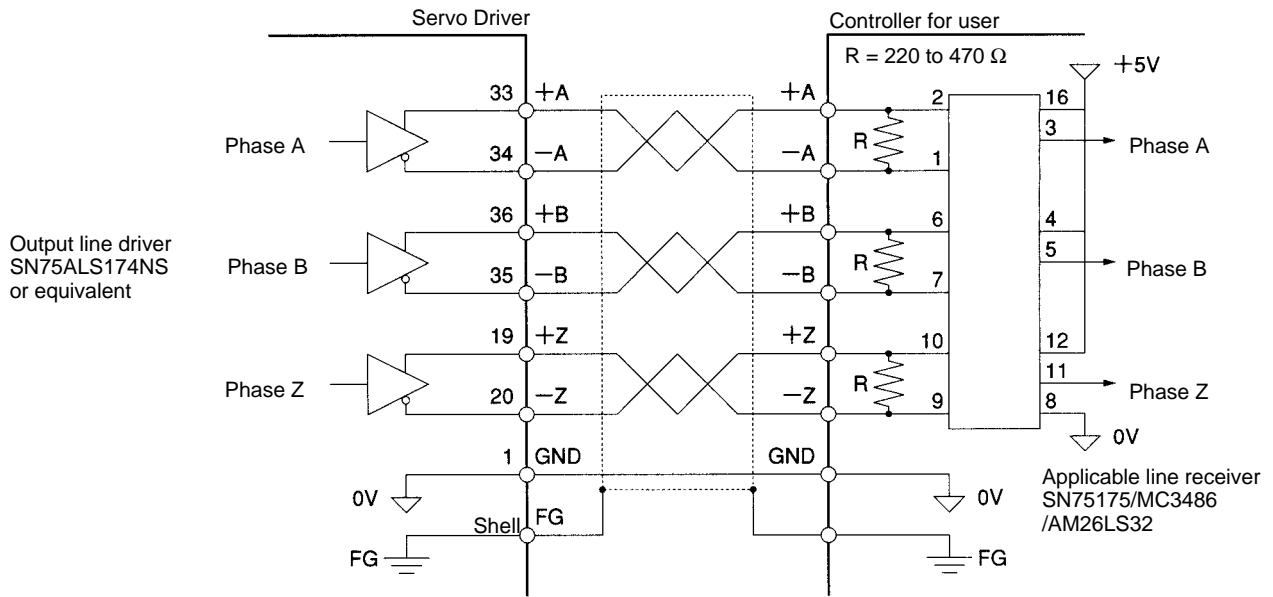 Servo Driver
Controller for user
R = 220 to 470 Ω
+5V
33 +A
+A
2
16
Phase A
R
3
Phase A
34 −A
−A
1
36 +B
+B
6
4
Output line driver
SN75ALS174NS
or equivalent
Phase B
R
5
Phase B
35 −B
−B
7
19 +Z
+Z
10
12
Phase Z
R
11
Phase Z
20 −Z
−Z
9
8
0V
1 GND
GND
0V
0V
Applicable line receiver
SN75175/MC3486
/AM26LS32
Shell
FG
FG
FG